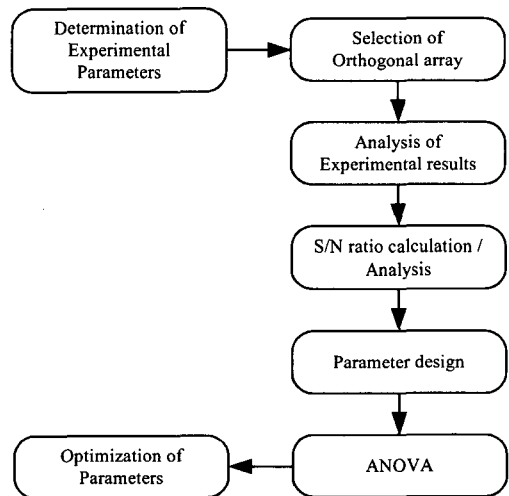 Determination of
Experimental
Parameters
Selection of
Orthogonal array
Analysis of
Experimental results
S/N ratio calculation /
Analysis
Parameter design
ANOVA
Optimization of
Parameters